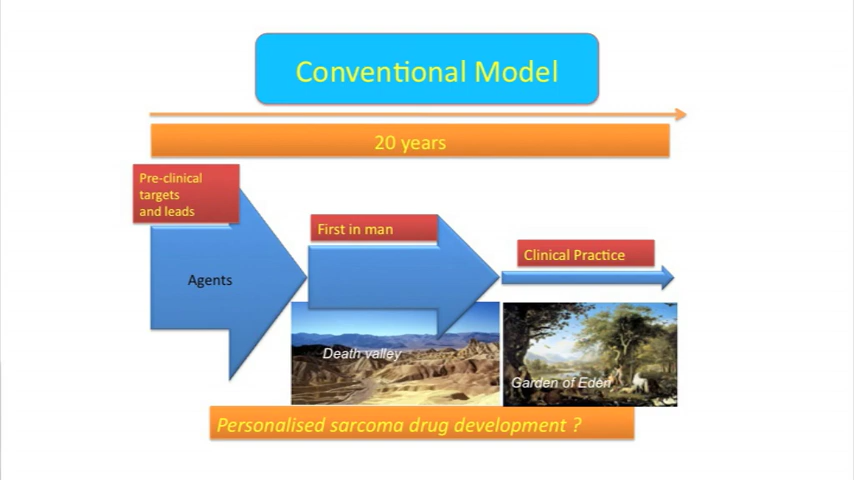 Conventional Model
20 years
Pre-clinical
targets
and leads
First in man
Clinical Practice
Agents
Death valley
Garden of Eden
Personalised sarcoma drug development ?